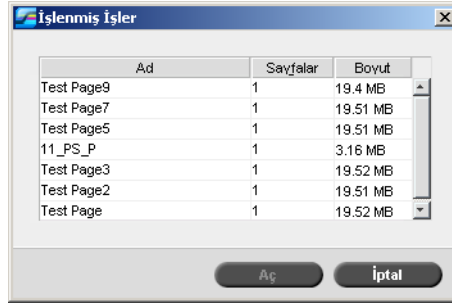 İşlenmiş İşler
Ad Sayfalar Boyut
Test Page9 1 19.4 MB
Test Page7 1 19.51 MB
Test Page5 1 19.51 MB
11_PS_P 1 3.16 MB
Test Page3 1 19.52 MB
Test Page2 1 19.51 MB
Test Page 1 19.52 MB
Aç İptal